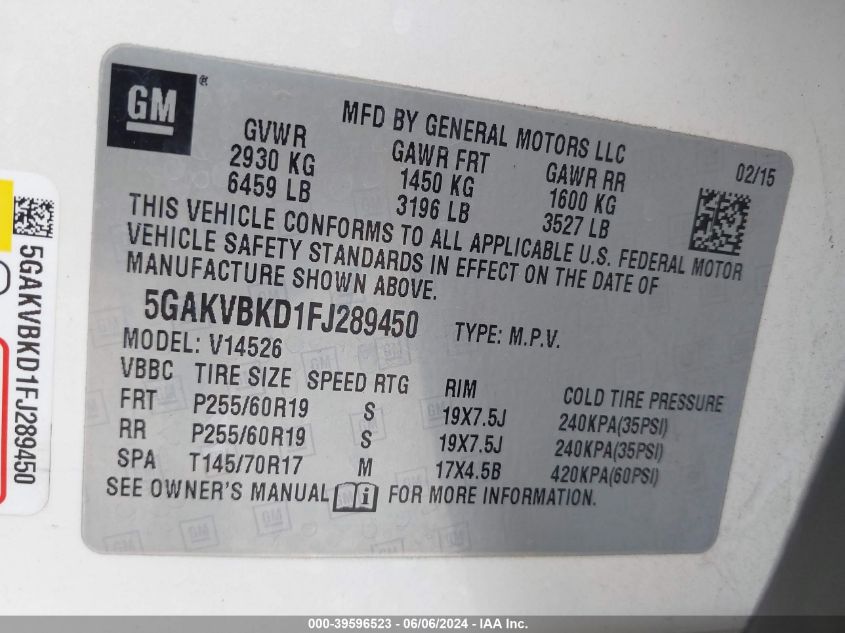 GM®
MFD BY GENERAL MOTORS LLC
02/15
GVWR GAWR FRT GAWR RR
2930 KG 1450 KG 1600 KG
6459 LB 3196 LB 3527 LB
THIS VEHICLE CONFORMS TO ALL APPLICABLE U.S. FEDERAL MOTOR
VEHICLE SAFETY STANDARDS IN EFFECT ON THE DATE OF
MANUFACTURE SHOWN ABOVE.
5GAKVBKD1FJ289450 TYPE: M.P.V.
MODEL: V14526
VBBC TIRE SIZE SPEED RTG RIM COLD TIRE PRESSURE
FRT P255/60R19 S 19X7.5J 240KPA(35PSI)
RR P255/60R19 S 19X7.5J 240KPA(35PSI)
SPA T145/70R17 M 17X4.5B 420KPA(60PSI)
SEE OWNER'S MANUAL i FOR MORE INFORMATION.
5GAKVBKD1FJ289450
GM GM GM GM
000-39596523 - 06/06/2024 - IAA Inc.